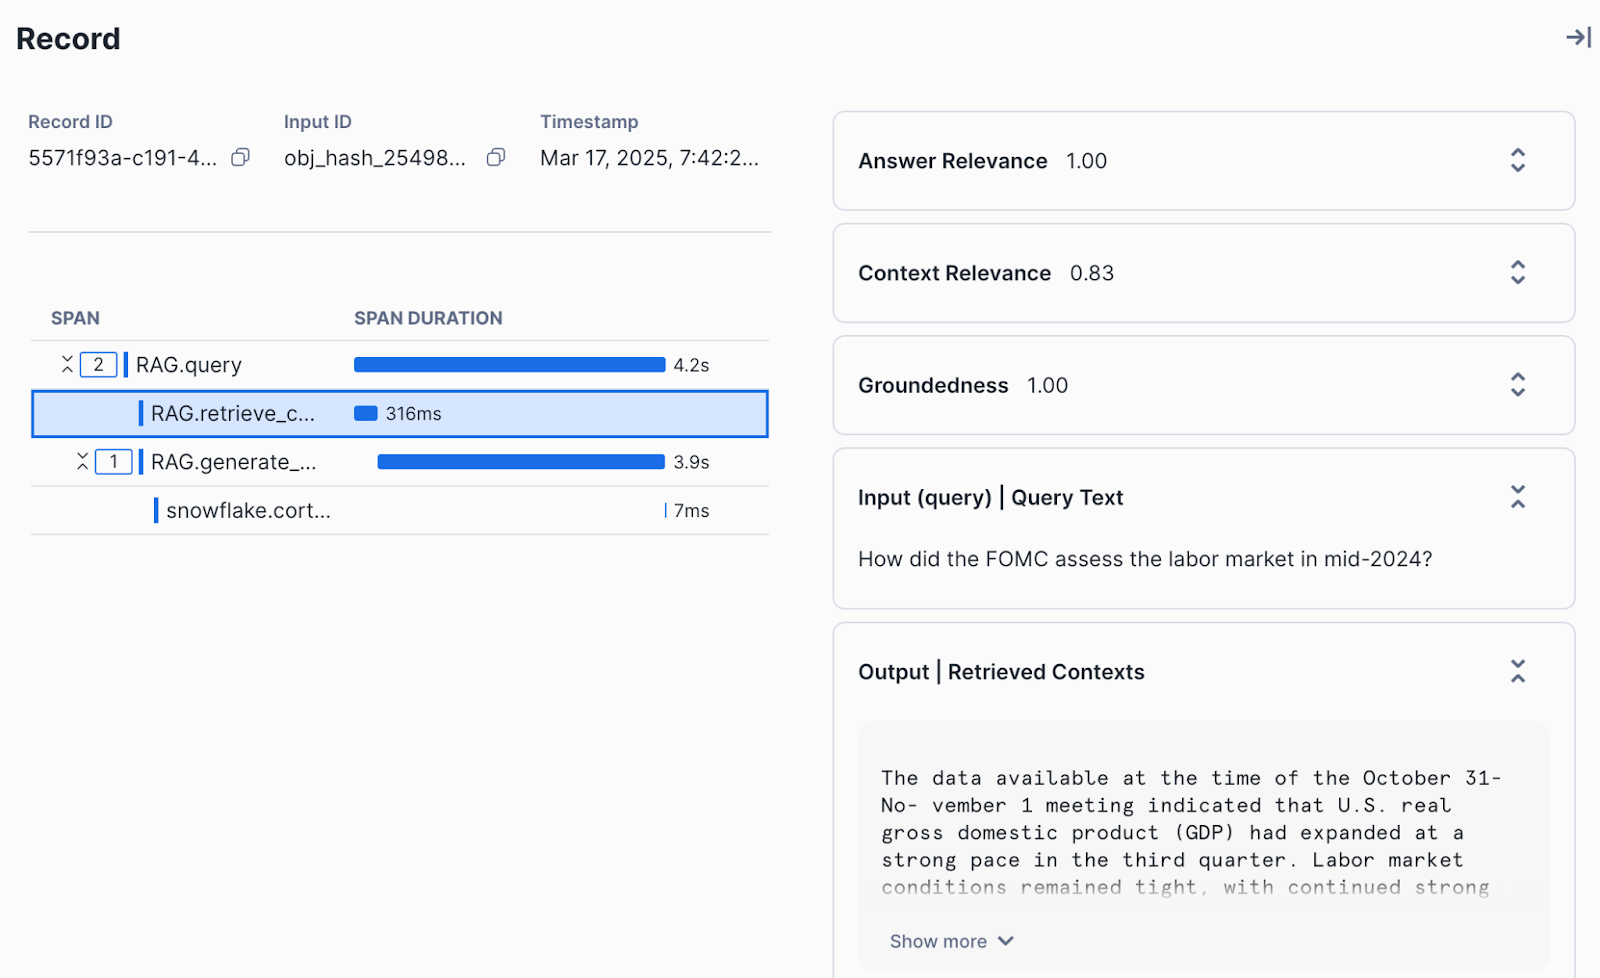 Record
Record ID
Input ID
Timestamp
5571f93a-c191-4...
obj_hash_25498...
Mar 17, 2025, 7:42:2...
SPAN
SPAN DURATION
2 RAG.query 4.2s
RAG.retrieve_c... 316ms
1 RAG.generate_... 3.9s
snowflake.cort... 7ms
Answer Relevance 1.00
Context Relevance 0.83
Groundedness 1.00
Input (query) | Query Text
How did the FOMC assess the labor market in mid-2024?
Output | Retrieved Contexts
The data available at the time of the October 31-
No- vember 1 meeting indicated that U.S. real
gross domestic product (GDP) had expanded at a
strong pace in the third quarter. Labor market
conditions remained tight, with continued strong
Show more